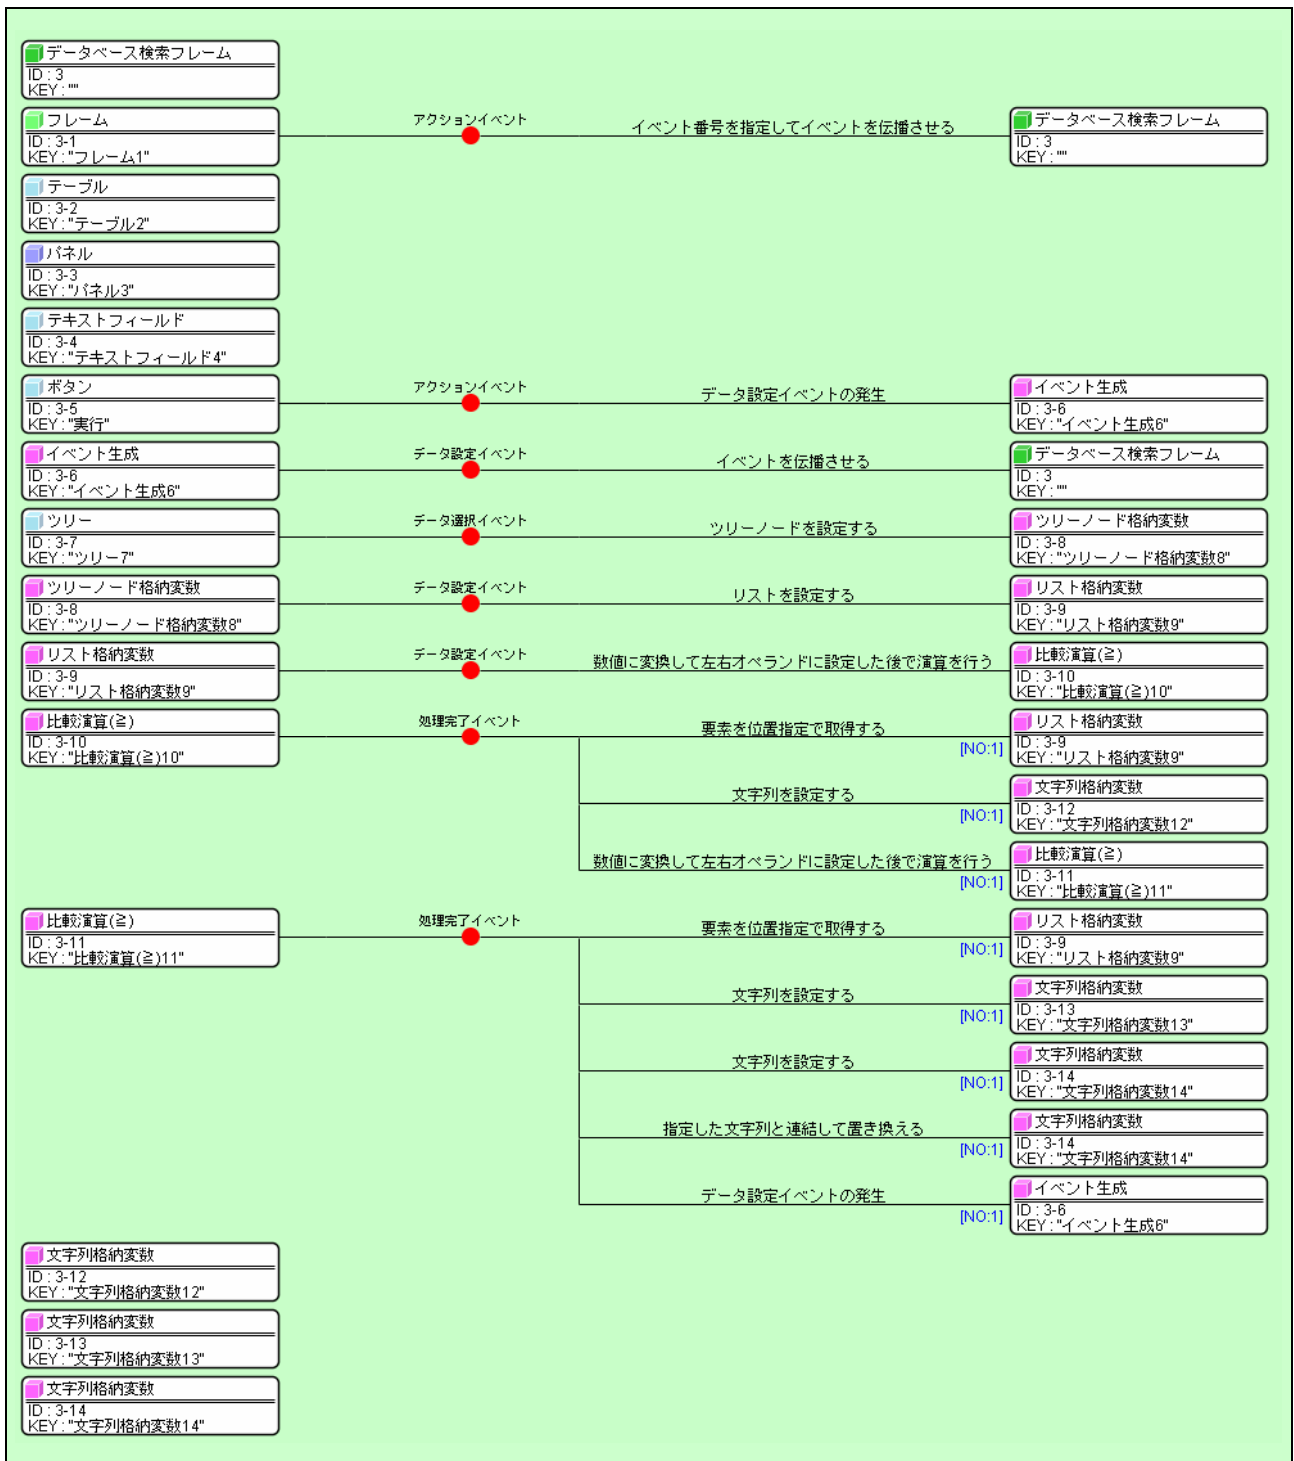 データベース検索フレーム
ID : 3
KEY : ""
フレーム
ID : 3-1
KEY : "フレーム1"
アクションイベント
イベント番号を指定してイベントを伝播させる
データベース検索フレーム
ID : 3
KEY : ""
テーブル
ID : 3-2
KEY : "テーブル2"
パネル
ID : 3-3
KEY : "パネル3"
テキストフィールド
ID : 3-4
KEY : "テキストフィールド4"
ボタン
ID : 3-5
KEY : "実行"
アクションイベント
データ設定イベントの発生
イベント生成
ID : 3-6
KEY : "イベント生成6"
イベント生成
ID : 3-6
KEY : "イベント生成6"
データ設定イベント
イベントを伝播させる
データベース検索フレーム
ID : 3
KEY : ""
ツリー
ID : 3-7
KEY : "ツリー7"
データ選択イベント
ツリーノードを設定する
ツリーノード格納変数
ID : 3-8
KEY : "ツリーノード格納変数8"
ツリーノード格納変数
ID : 3-8
KEY : "ツリーノード格納変数8"
データ設定イベント
リストを設定する
リスト格納変数
ID : 3-9
KEY : "リスト格納変数9"
リスト格納変数
ID : 3-9
KEY : "リスト格納変数9"
データ設定イベント
数値に変換して左右オペランドに設定した後で演算を行う
比較演算(≧)
ID : 3-10
KEY : "比較演算(≧)10"
比較演算(≧)
ID : 3-10
KEY : "比較演算(≧)10"
処理完了イベント
要素を位置指定で取得する
[NO:1]
リスト格納変数
ID : 3-9
KEY : "リスト格納変数9"
文字列を設定する
[NO:1]
文字列格納変数
ID : 3-12
KEY : "文字列格納変数12"
数値に変換して左右オペランドに設定した後で演算を行う
[NO:1]
比較演算(≧)
ID : 3-11
KEY : "比較演算(≧)11"
比較演算(≧)
ID : 3-11
KEY : "比較演算(≧)11"
処理完了イベント
要素を位置指定で取得する
[NO:1]
リスト格納変数
ID : 3-9
KEY : "リスト格納変数9"
文字列を設定する
[NO:1]
文字列格納変数
ID : 3-13
KEY : "文字列格納変数13"
文字列を設定する
[NO:1]
文字列格納変数
ID : 3-14
KEY : "文字列格納変数14"
指定した文字列と連結して置き換える
[NO:1]
文字列格納変数
ID : 3-14
KEY : "文字列格納変数14"
データ設定イベントの発生
[NO:1]
イベント生成
ID : 3-6
KEY : "イベント生成6"
文字列格納変数
ID : 3-12
KEY : "文字列格納変数12"
文字列格納変数
ID : 3-13
KEY : "文字列格納変数13"
文字列格納変数
ID : 3-14
KEY : "文字列格納変数14"